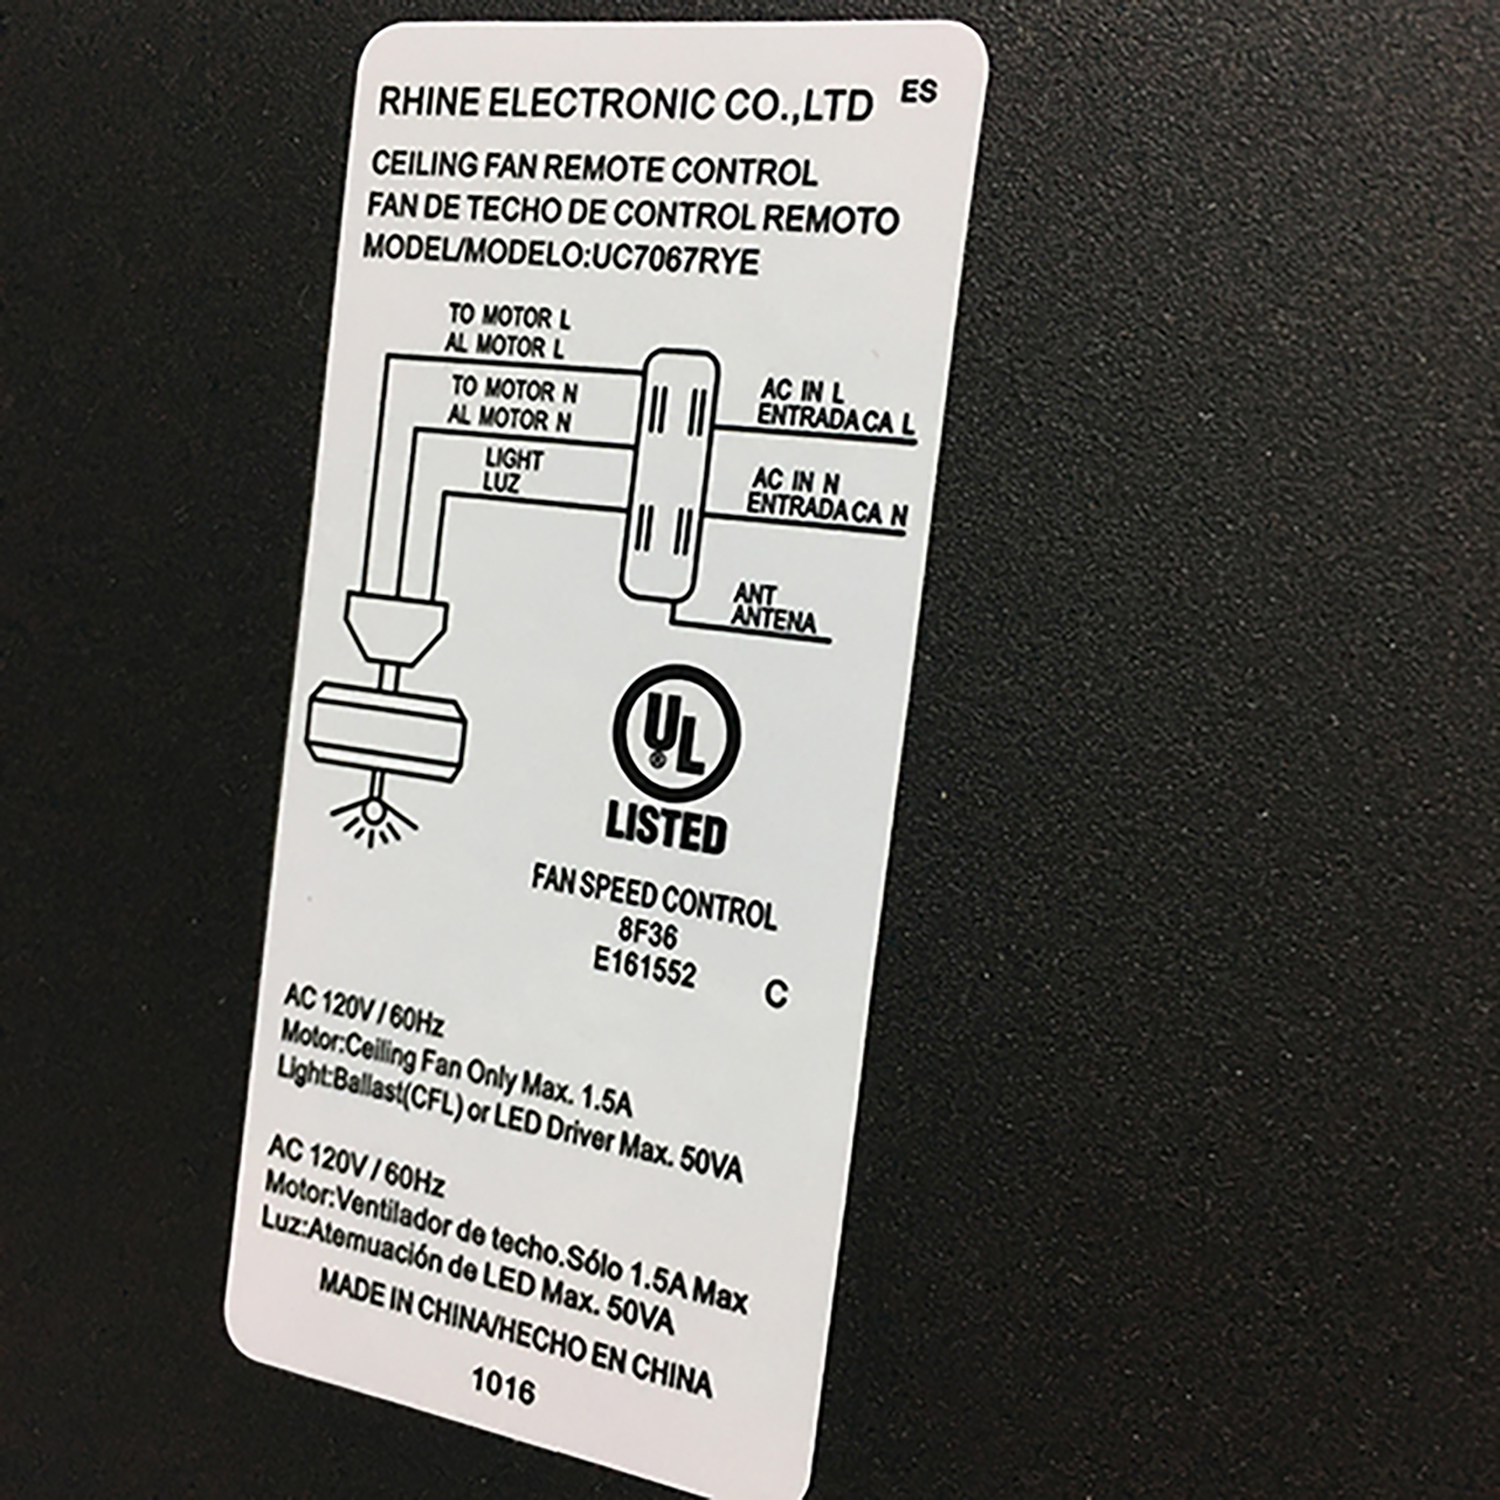 RHINE ELECTRONIC CO.,LTD ES
CEILING FAN REMOTE CONTROL
FAN DE TECHO DE CONTROL REMOTO
MODEL/MODELO:UC7067RYE
TO MOTOR L
AL MOTOR L
TO MOTOR N
AL MOTOR N
LIGHT
LUZ
AC IN L
ENTRADA CA L
AC IN N
ENTRADA CA N
ANT
ANTENA
UL ®
LISTED
FAN SPEED CONTROL
8F36
E161552 C
AC 120V / 60Hz
Motor:Ceiling Fan Only Max. 1.5A
Light:Ballast(CFL) or LED Driver Max. 50VA
AC 120V / 60Hz
Motor:Ventilador de techo.Sólo 1.5A Max
Luz:Atemuación de LED Max. 50VA
MADE IN CHINA/HECHO EN CHINA
1016